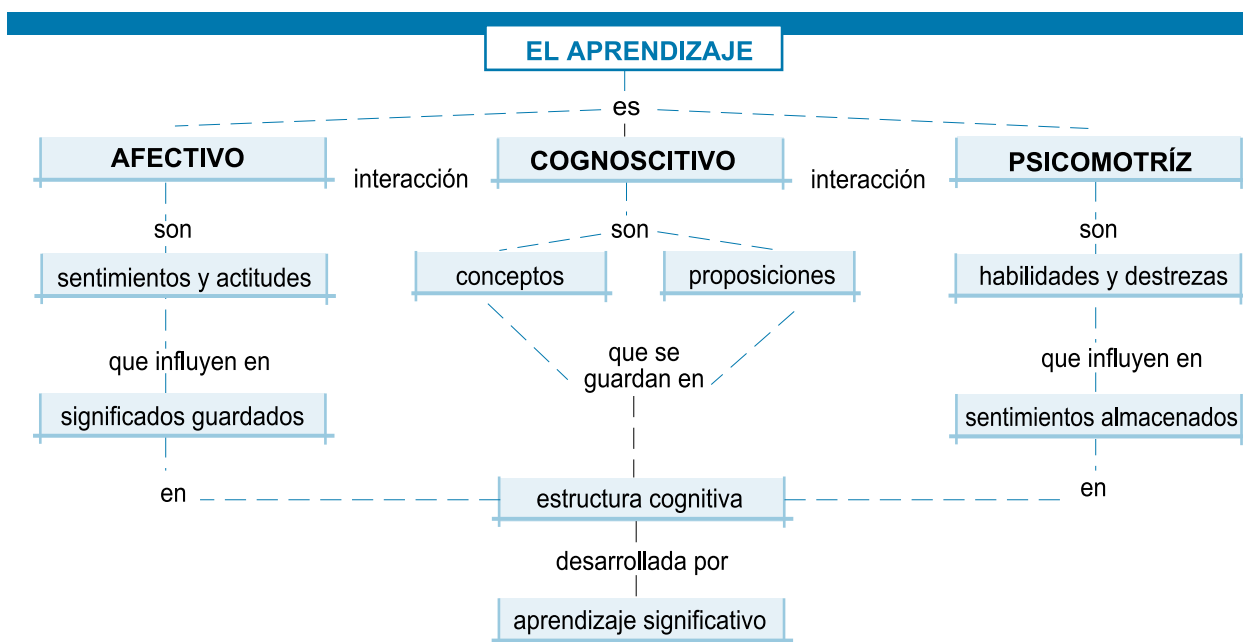 EL APRENDIZAJE
es
AFECTIVO
interacción
COGNOSCITIVO
interacción
PSICOMOTRÍZ
son
son
son
sentimientos y actitudes
conceptos
proposiciones
habilidades y destrezas
que influyen en
que se
guardan en
que influyen en
significados guardados
sentimientos almacenados
en
estructura cognitiva
en
desarrollada por
aprendizaje significativo